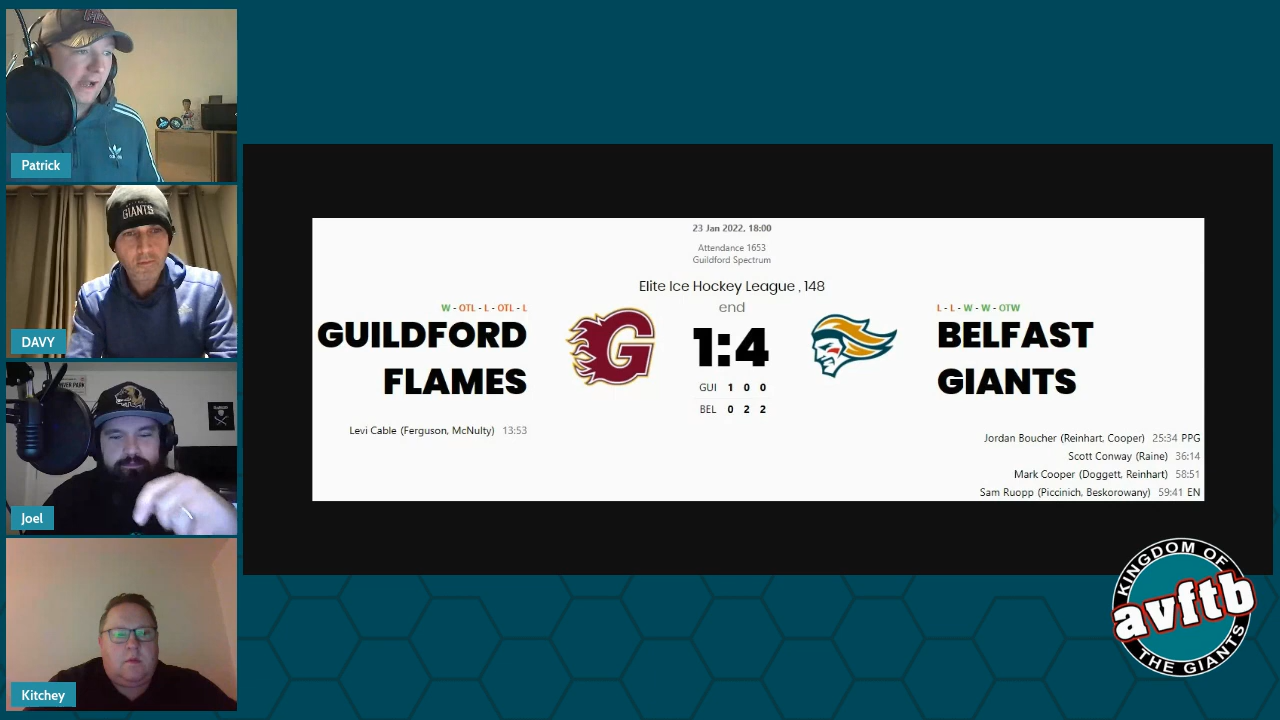 Patrick
GIANTS
DAVY
Joel
Kitchey
23 Jan 2022, 18:00
Attendance 1653
Guildford Spectrum
Elite Ice Hockey League , 148
end
W - OTL - L - OTL - L
GUILDFORD
FLAMES
G
1:4
GUI 1 0 0
BEL 0 2 2
L - L - W - W - OTW
BELFAST
GIANTS
Levi Cable (Ferguson, McNulty) 13:53
Jordan Boucher (Reinhart, Cooper) 25:34 PPG
Scott Conway (Raine) 36:14
Mark Cooper (Doggett, Reinhart) 58:51
Sam Ruopp (Piccinich, Beskorowany) 59:41 EN
KINGDOM OF
avftb
THE GIANTS